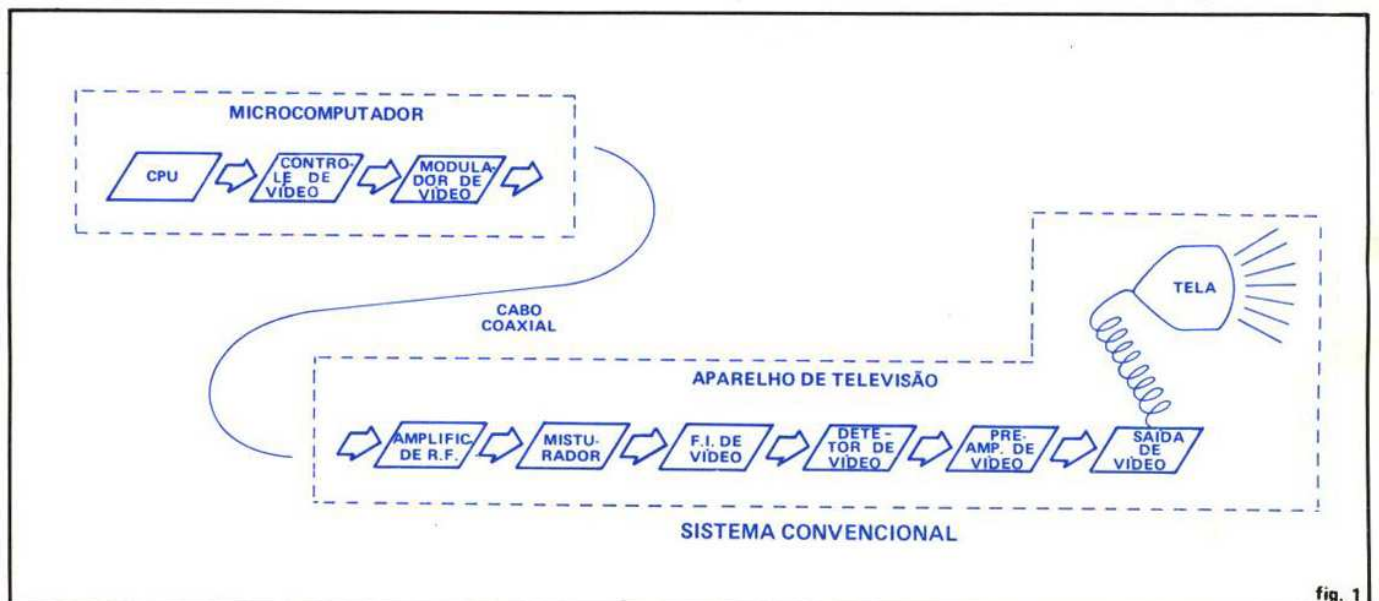 MICROCOMPUTADOR
CPU
CONTRO-
LE DE
VÍDEO
MODULA-
DOR DE
VÍDEO
CABO
COAXIAL
TELA
APARELHO DE TELEVISÃO
AMPLIFIC.
DE R.F.
MISTU-
RADOR
F.I. DE
VÍDEO
DETE-
TOR DE
VÍDEO
PRE-
AMP. DE
VÍDEO
SAÍDA
DE
VÍDEO
SISTEMA CONVENCIONAL
fig. 1